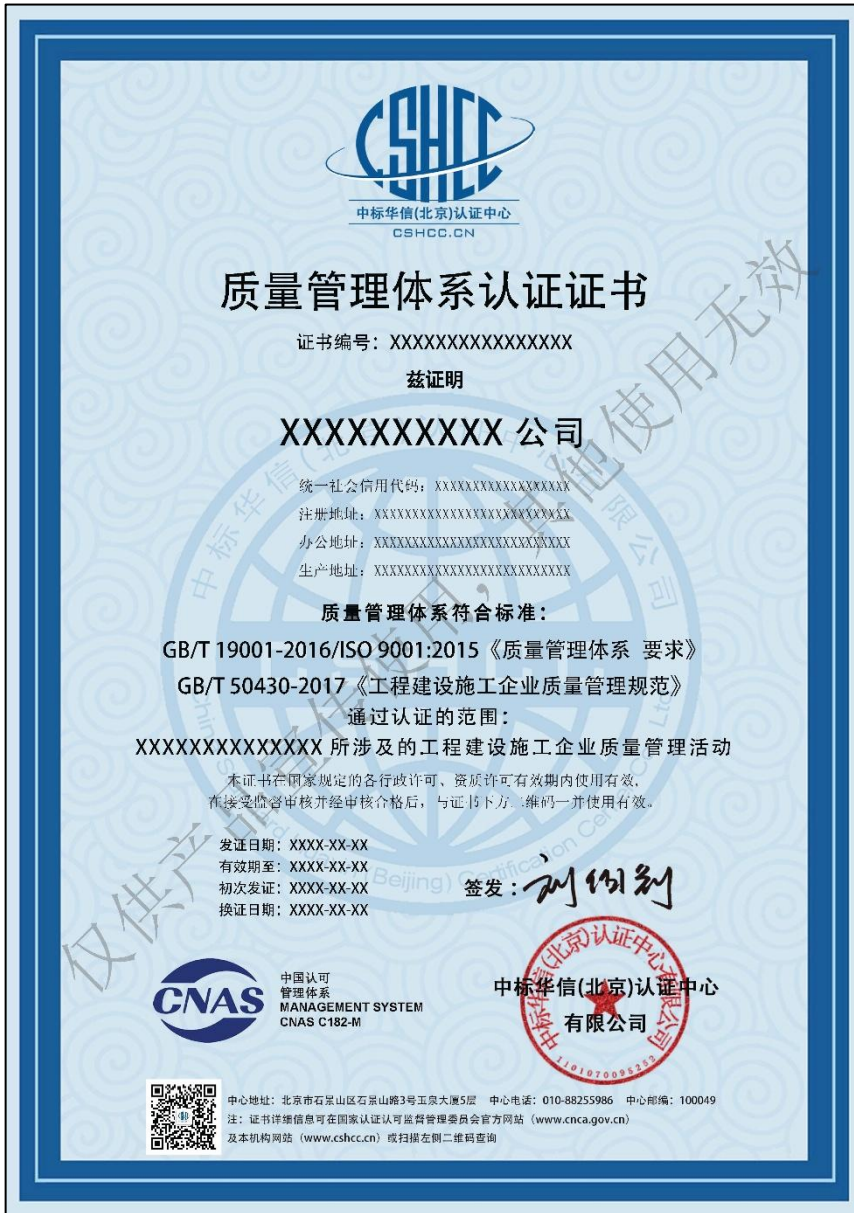 CSHCC
中标华信(北京)认证中心
CSHCC.CN
质量管理体系认证证书
证书编号：XXXXXXXXXXXXXXXX
兹证明
XXXXXXXXXX 公司
统一社会信用代码：XXXXXXXXXXXXXXXXXX
注册地址：XXXXXXXXXXXXXXXXXXXXXXXXXX
办公地址：XXXXXXXXXXXXXXXXXXXXXXXXXX
生产地址：XXXXXXXXXXXXXXXXXXXXXXXXXX
质量管理体系符合标准：
GB/T 19001-2016/ISO 9001:2015《质量管理体系 要求》
GB/T 50430-2017《工程建设施工企业质量管理规范》
通过认证的范围：
XXXXXXXXXXXXXX 所涉及的工程建设施工企业质量管理活动
本证书在国家规定的各行政许可、资质许可有效期内使用有效，
在接受监督审核并经审核合格后，与证书下方二维码一并使用有效。
发证日期：XXXX-XX-XX
有效期至：XXXX-XX-XX
初次发证：XXXX-XX-XX
换证日期：XXXX-XX-XX
签发：
CNAS
中国认可
管理体系
MANAGEMENT SYSTEM
CNAS C182-M
中标华信(北京)认证中心
有限公司
中标华信(北京)认证中心有限公司
1101070095252
中心地址：北京市石景山区石景山路3号玉泉大厦5层 中心电话：010-88255986 中心邮编：100049
注：证书详细信息可在国家认证认可监督管理委员会官方网站（www.cnca.gov.cn）
及本机构网站（www.cshcc.cn）或扫描左侧二维码查询
仅供产品宣传使用，其他使用无效